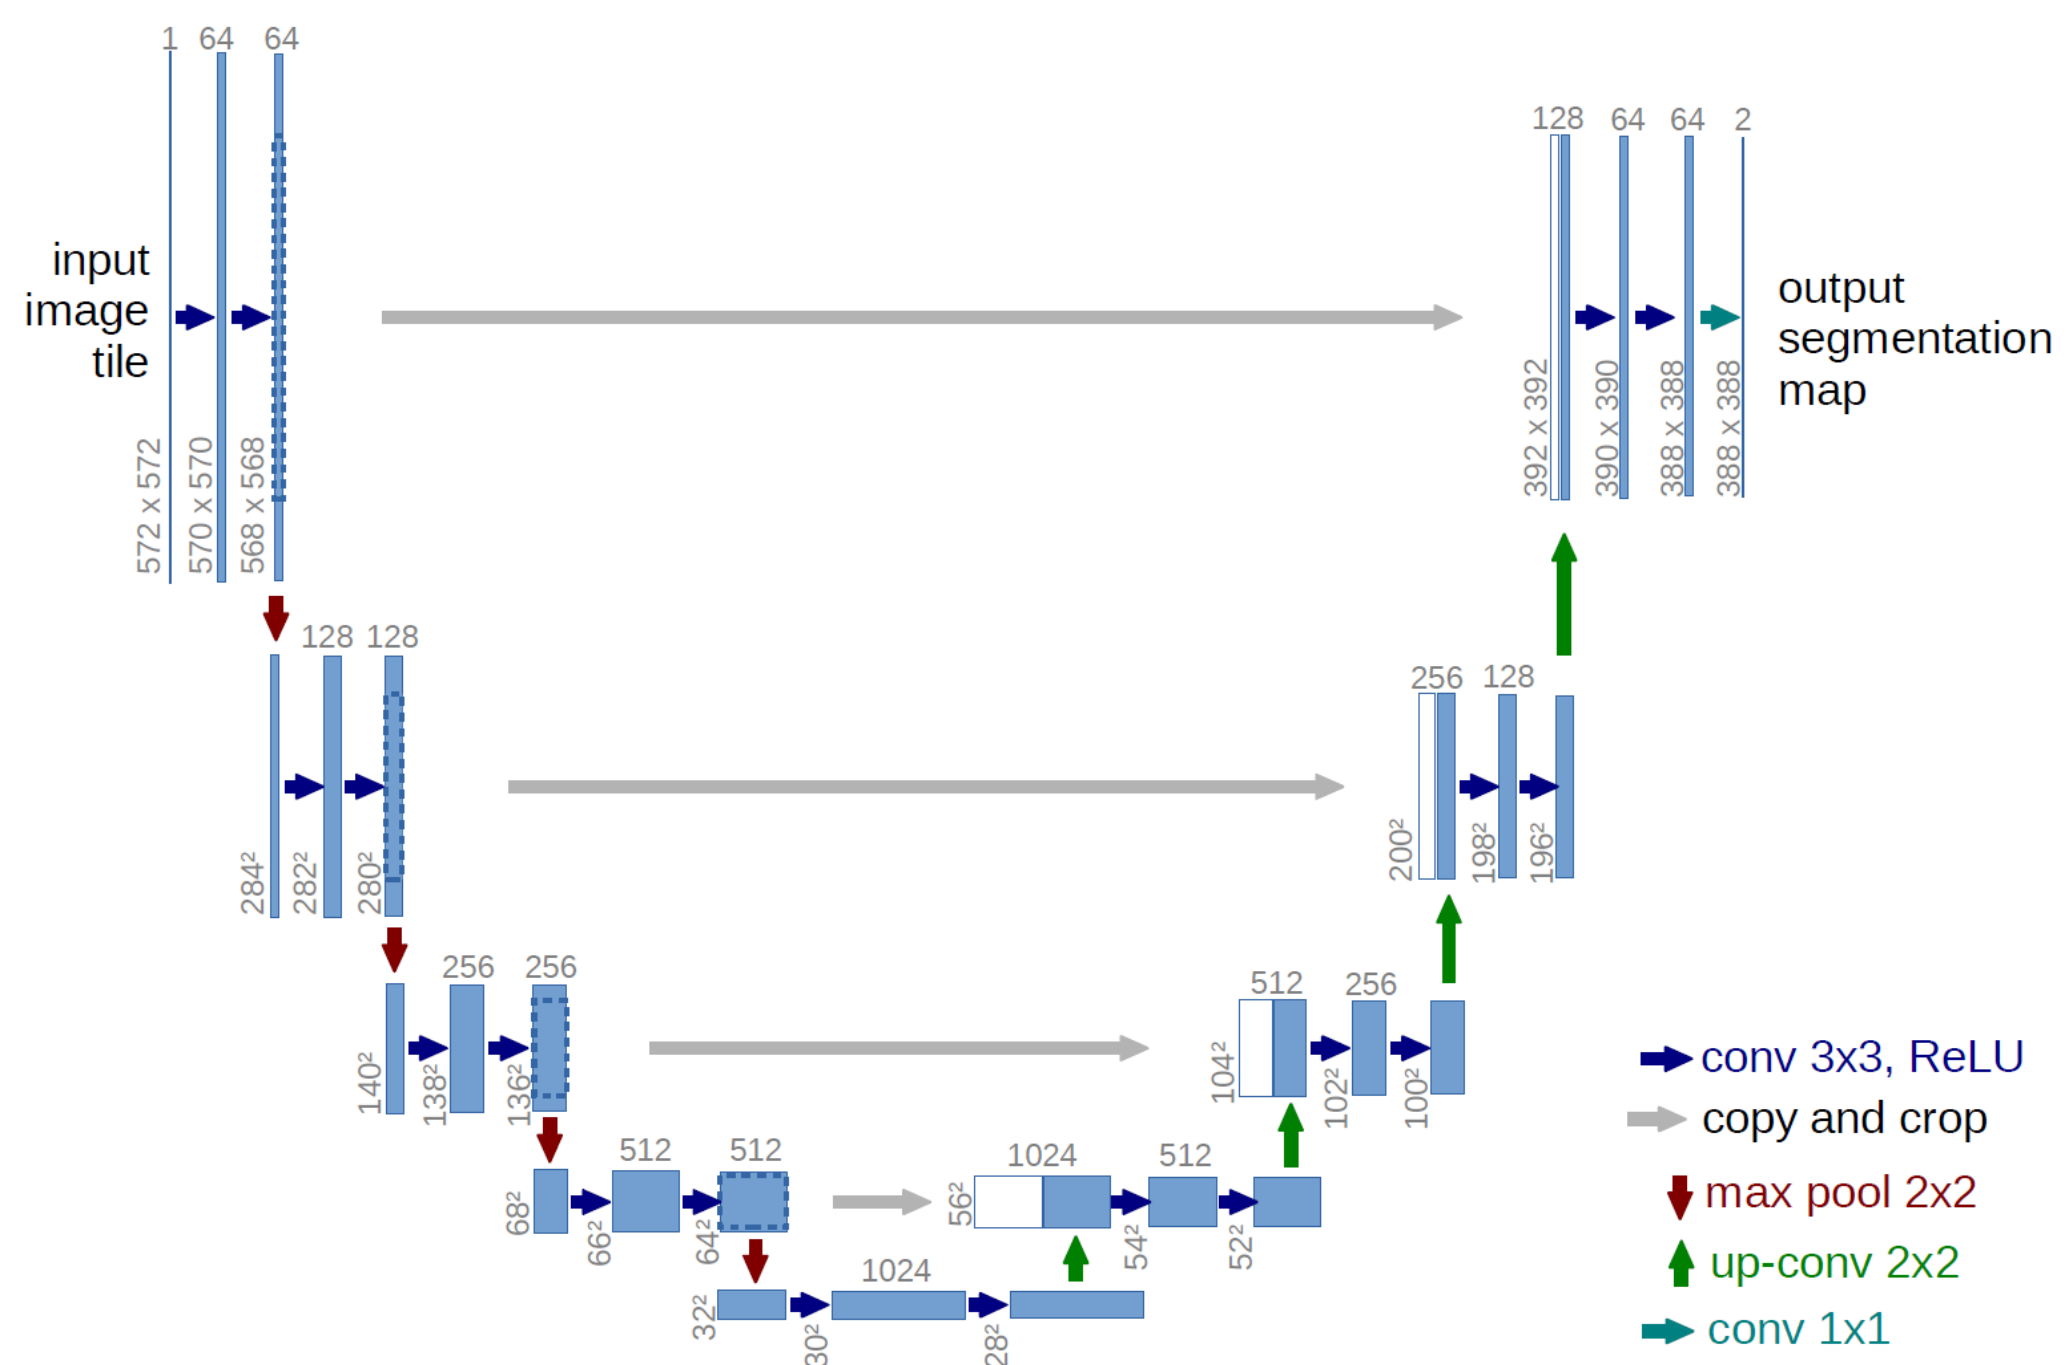 1 64 64
input
image
tile
572 x 572
570 x 570
568 x 568
128 64 64 2
392 x 392
390 x 390
388 x 388
388 x 388
output
segmentation
map
128 128
284²
282²
280²
256 128
200²
198²
196²
256 256
140²
138²
136²
512 256
104²
102²
100²
512 512
68²
66²
64²
1024 512
56²
54²
52²
1024
32²
30²
28²
conv 3x3, ReLU
copy and crop
max pool 2x2
up-conv 2x2
conv 1x1